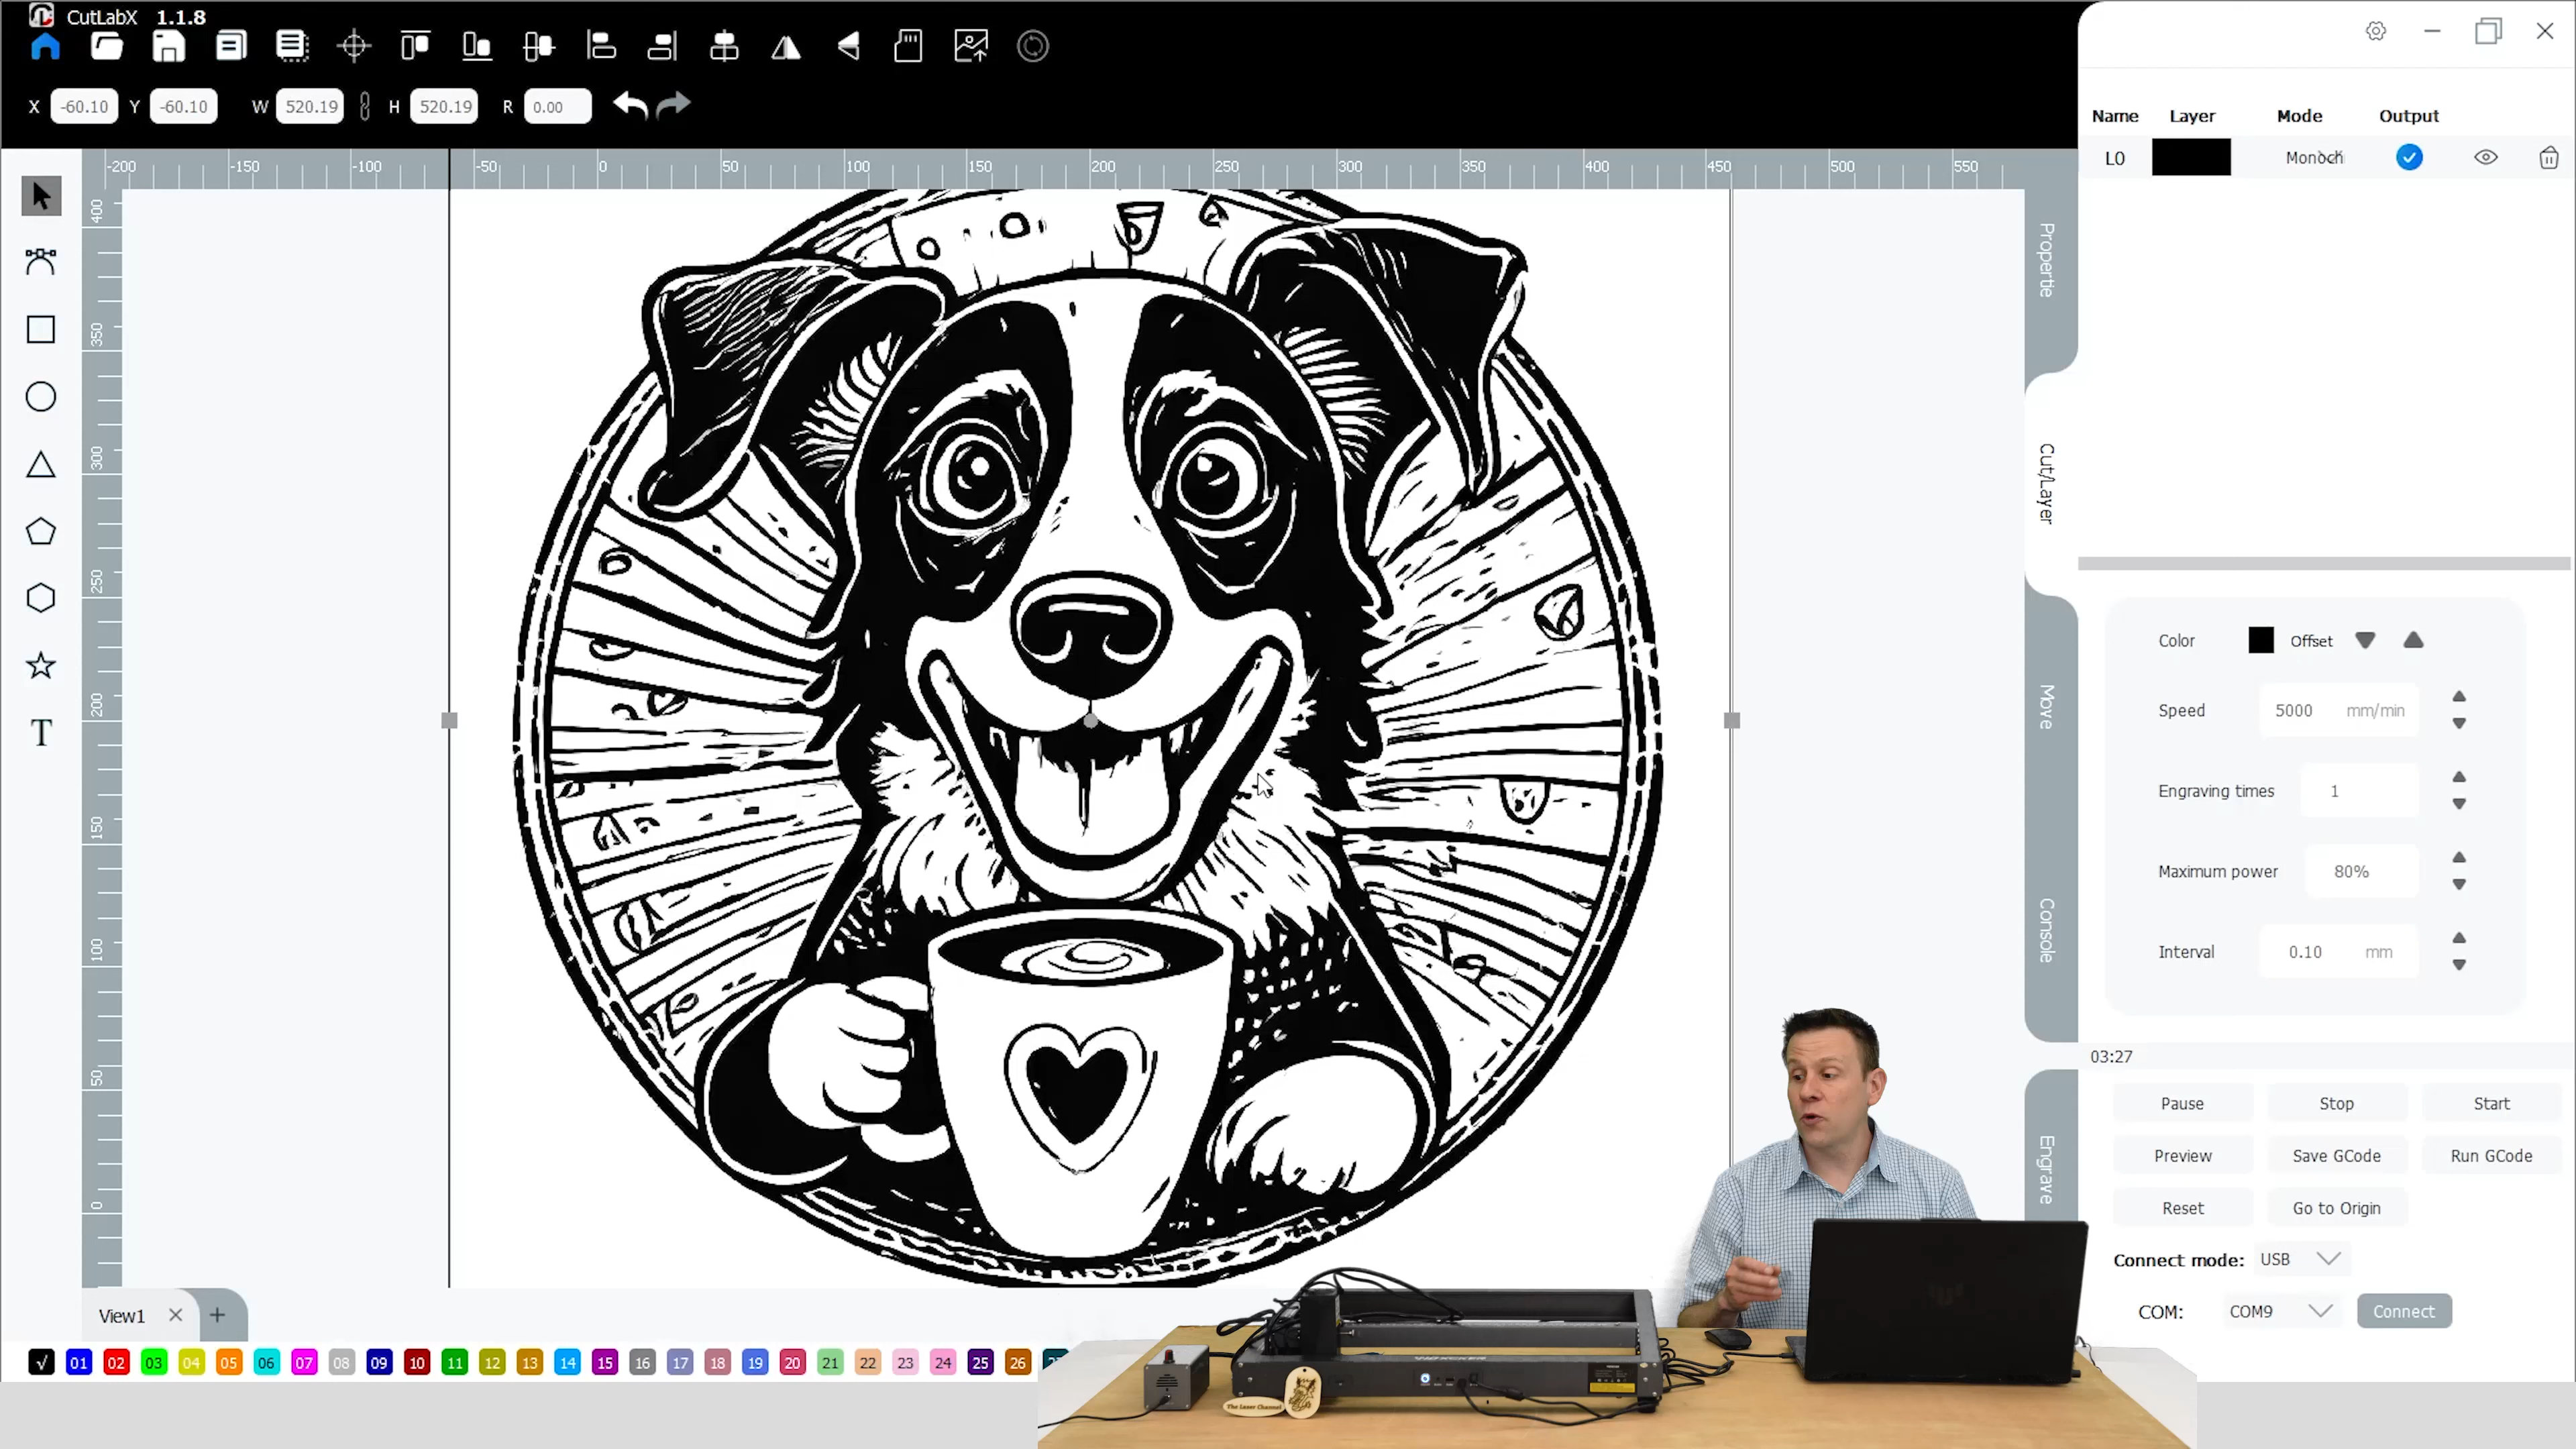 CutLabX 1.1.8
X -60.10 Y -60.10 W 520.19 H 520.19 R 0.00
-200 -150 -100 -50 0 50 100 150 200 250 300 350 400 450 500 550
400
350
300
250
200
150
100
50
0
T
View1
√ 01 02 03 04 05 06 07 08 09 10 11 12 13 14 15 16 17 18 19 20 21 22 23 24 25 26
Propertie
Cut/Layer
Move
Console
Engrave
Name Layer Mode Output
L0
Color Offset
Speed 5000 mm/min
Engraving times 1
Maximum power 80%
Interval 0.10 mm
03:27
Pause Stop Start
Preview Save GCode Run GCode
Reset Go to Origin
Connect mode: USB
COM: COM9 Connect
The Laser Channel